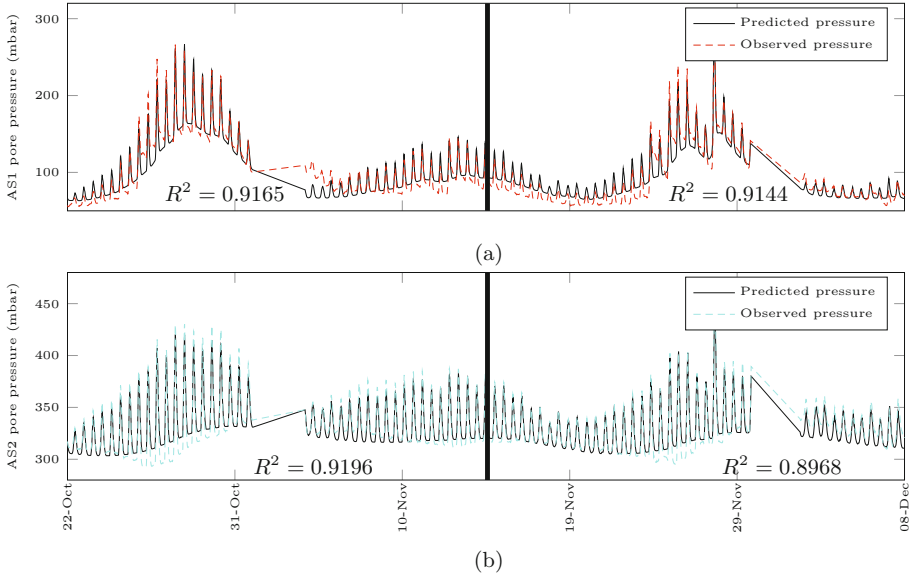 300
200
100
AS1 pore pressure (mbar)
Predicted pressure
Observed pressure
R² = 0.9165
R² = 0.9144
(a)
450
400
350
300
AS2 pore pressure (mbar)
Predicted pressure
Observed pressure
R² = 0.9196
R² = 0.8968
22-Oct
31-Oct
10-Nov
19-Nov
29-Nov
08-Dec
(b)